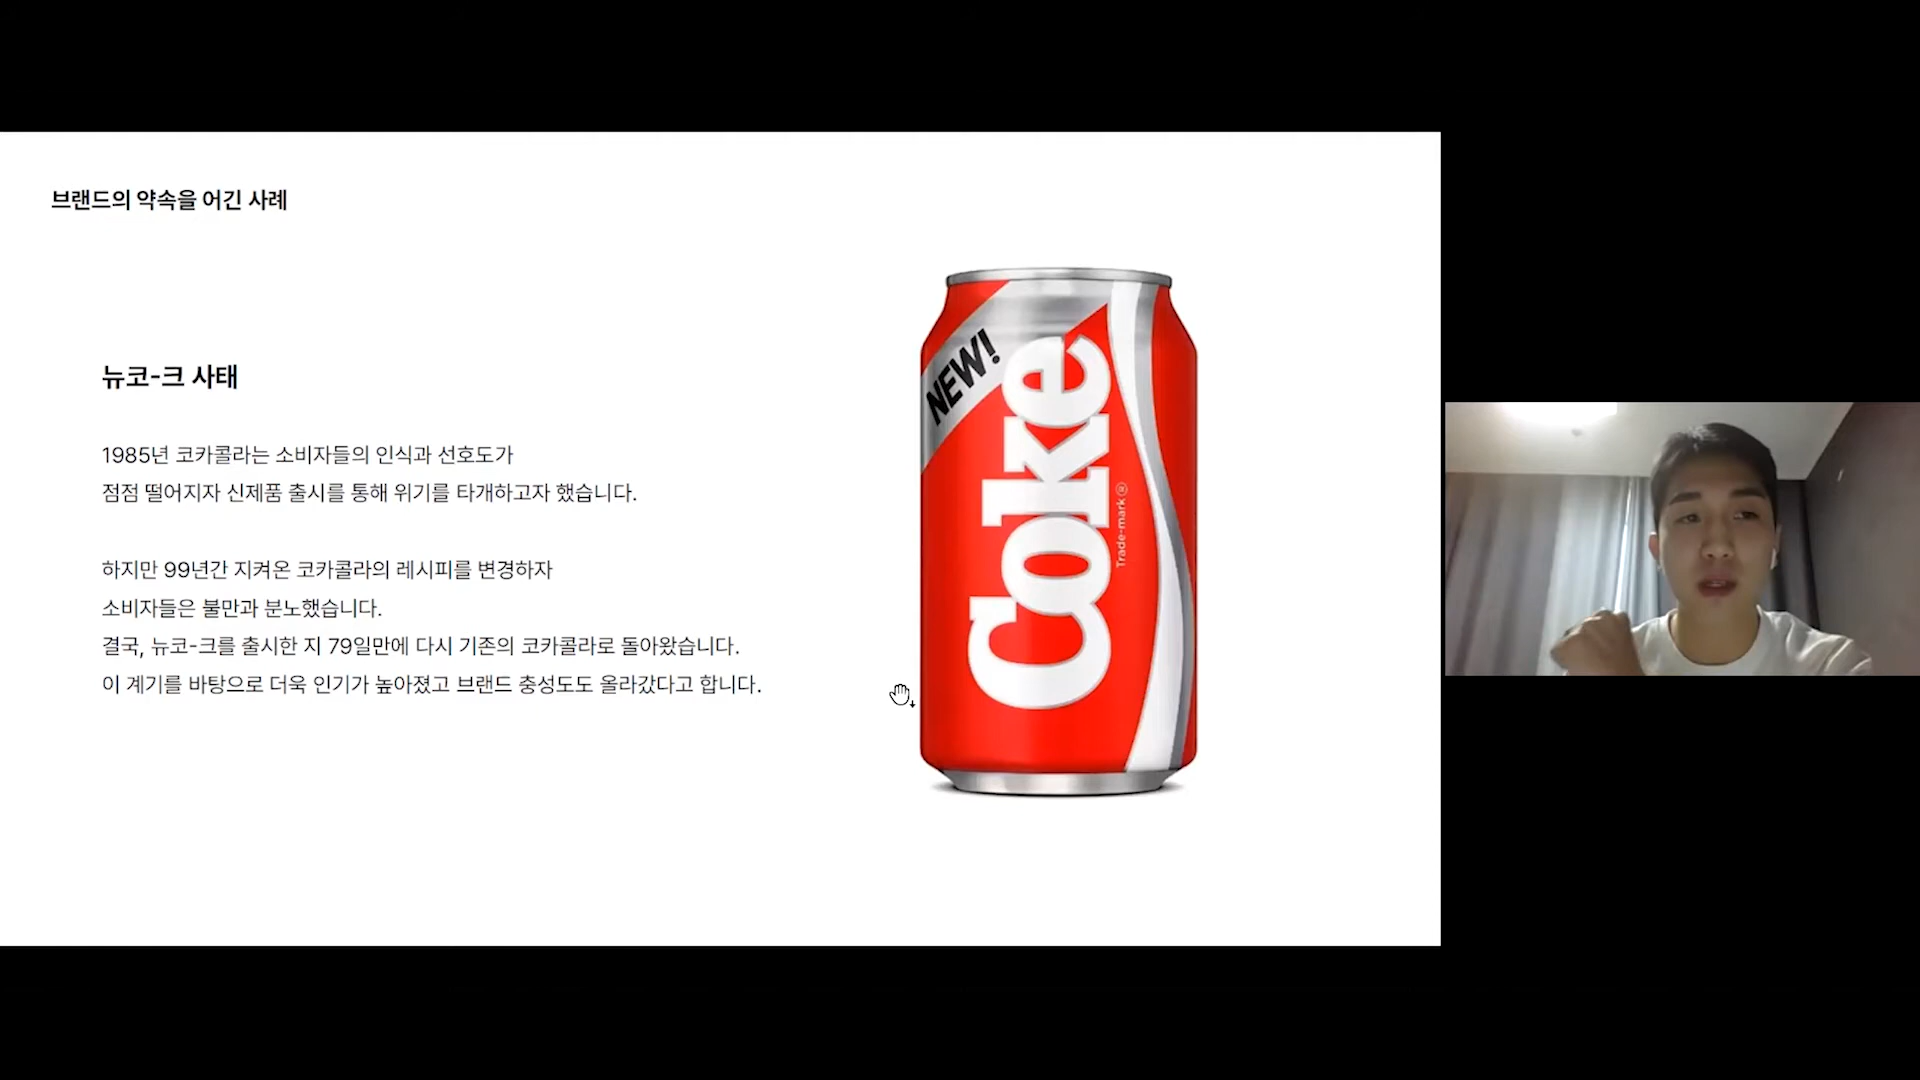 브랜드의 약속을 어긴 사례
뉴코-크 사태
1985년 코카콜라는 소비자들의 인식과 선호도가
점점 떨어지자 신제품 출시를 통해 위기를 타개하고자 했습니다.
하지만 99년간 지켜온 코카콜라의 레시피를 변경하자
소비자들은 불만과 분노했습니다.
결국, 뉴코-크를 출시한 지 79일만에 다시 기존의 코카콜라로 돌아왔습니다.
이 계기를 바탕으로 더욱 인기가 높아졌고 브랜드 충성도도 올라갔다고 합니다.
NEW!
Coke
Trade-mark ®